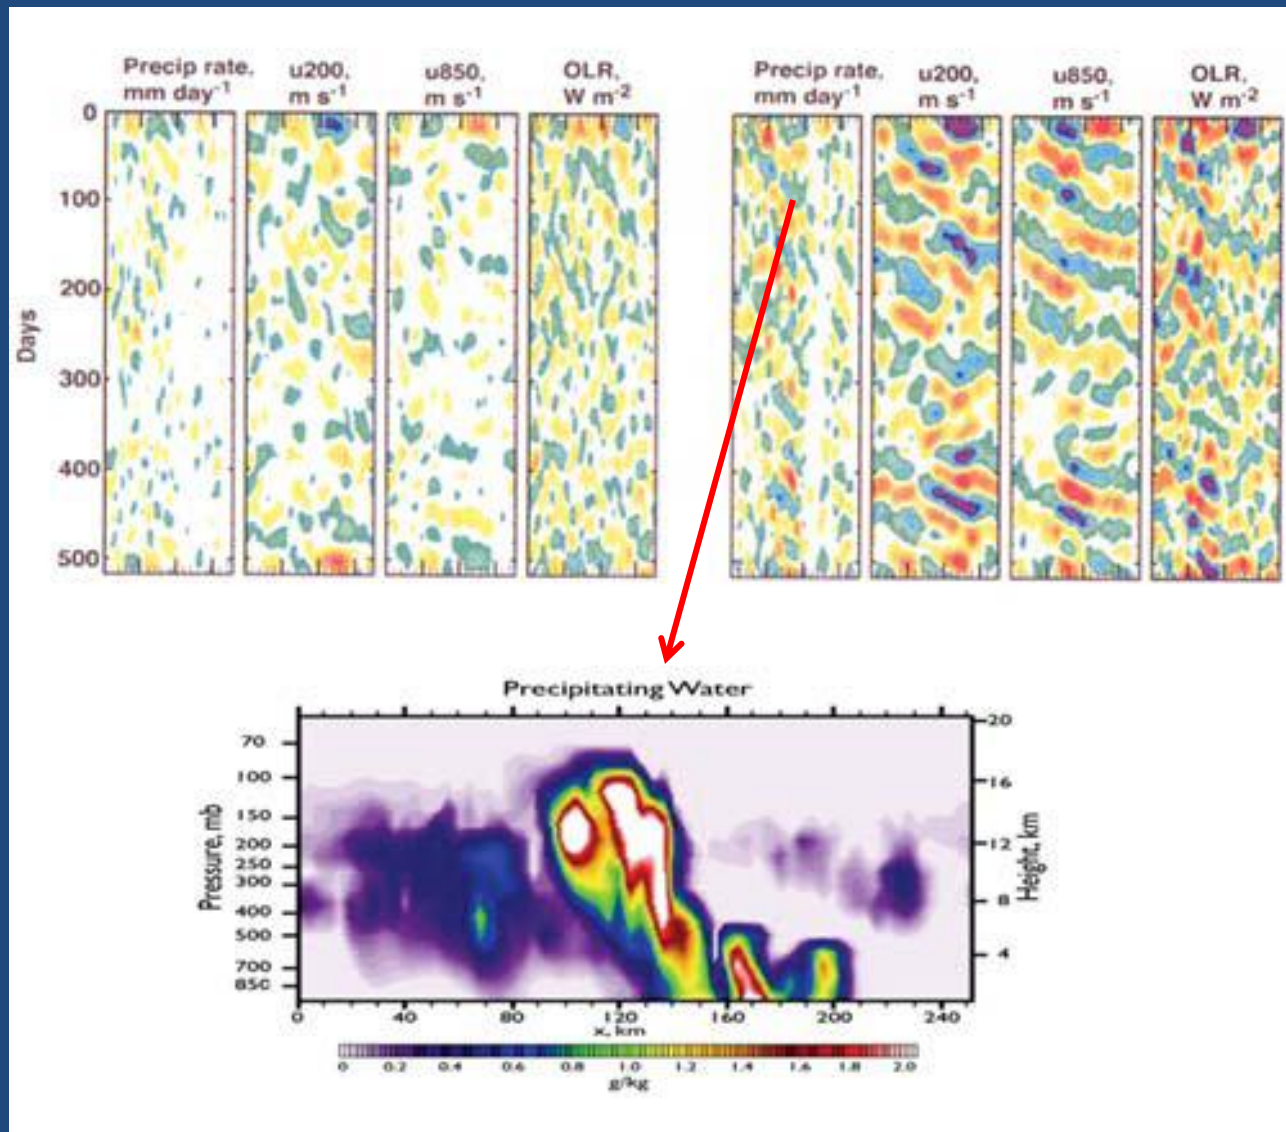 Precip rate,
mm day-1
u200,
m s-1
u850,
m s-1
OLR,
W m-2
Precip rate,
mm day-1
u200,
m s-1
u850,
m s-1
OLR,
W m-2
0
100
200
300
400
500
Days
Precipitating Water
70
100
150
200
250
300
400
500
700
850
Pressure, mb
20
16
12
8
4
Height, km
0 40 80 120 160 200 240
x, km
0 0.2 0.4 0.6 0.8 1.0 1.2 1.4 1.6 1.8 2.0
g/kg